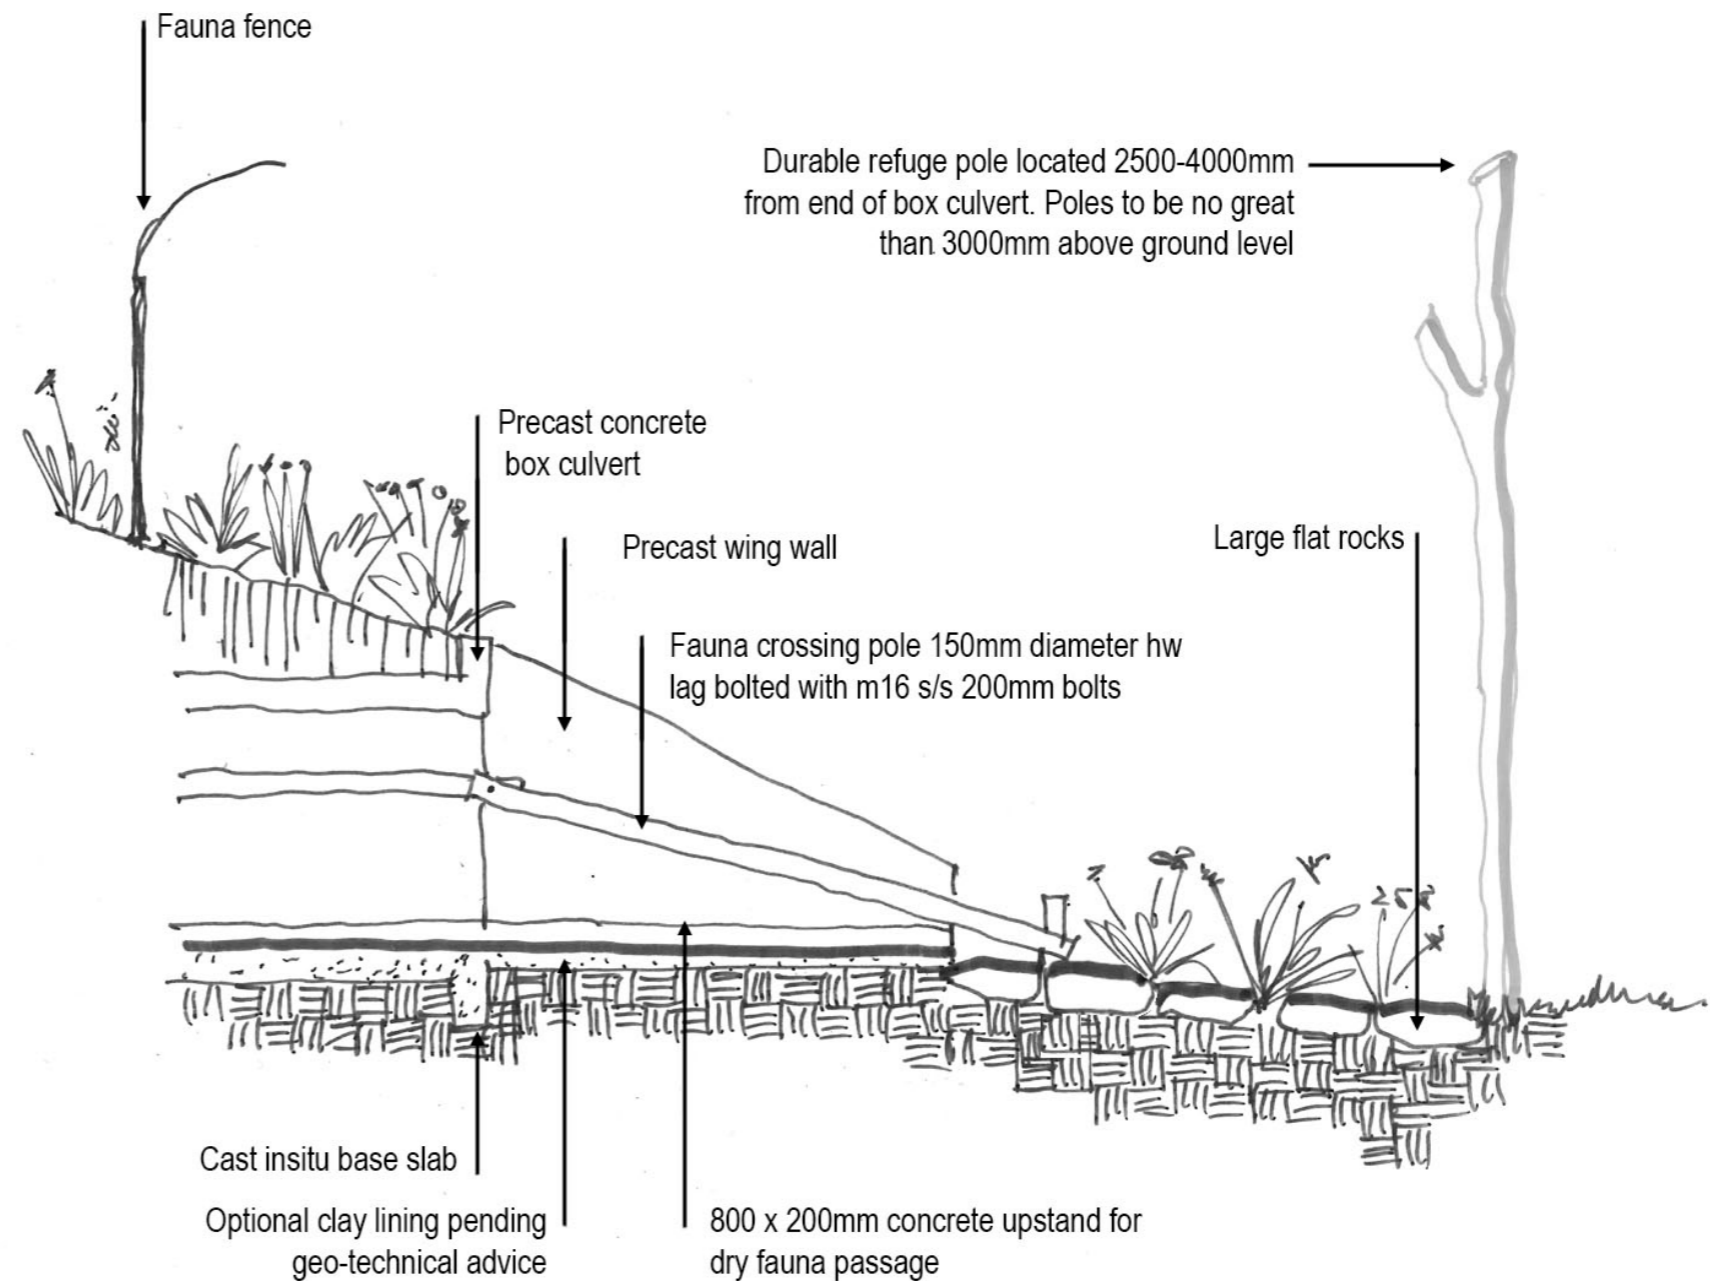 Fauna fence
Durable refuge pole located 2500-4000mm
from end of box culvert. Poles to be no great
than 3000mm above ground level
Precast concrete
box culvert
Precast wing wall
Large flat rocks
Fauna crossing pole 150mm diameter hw
lag bolted with m16 s/s 200mm bolts
Cast insitu base slab
Optional clay lining pending
geo-technical advice
800 x 200mm concrete upstand for
dry fauna passage